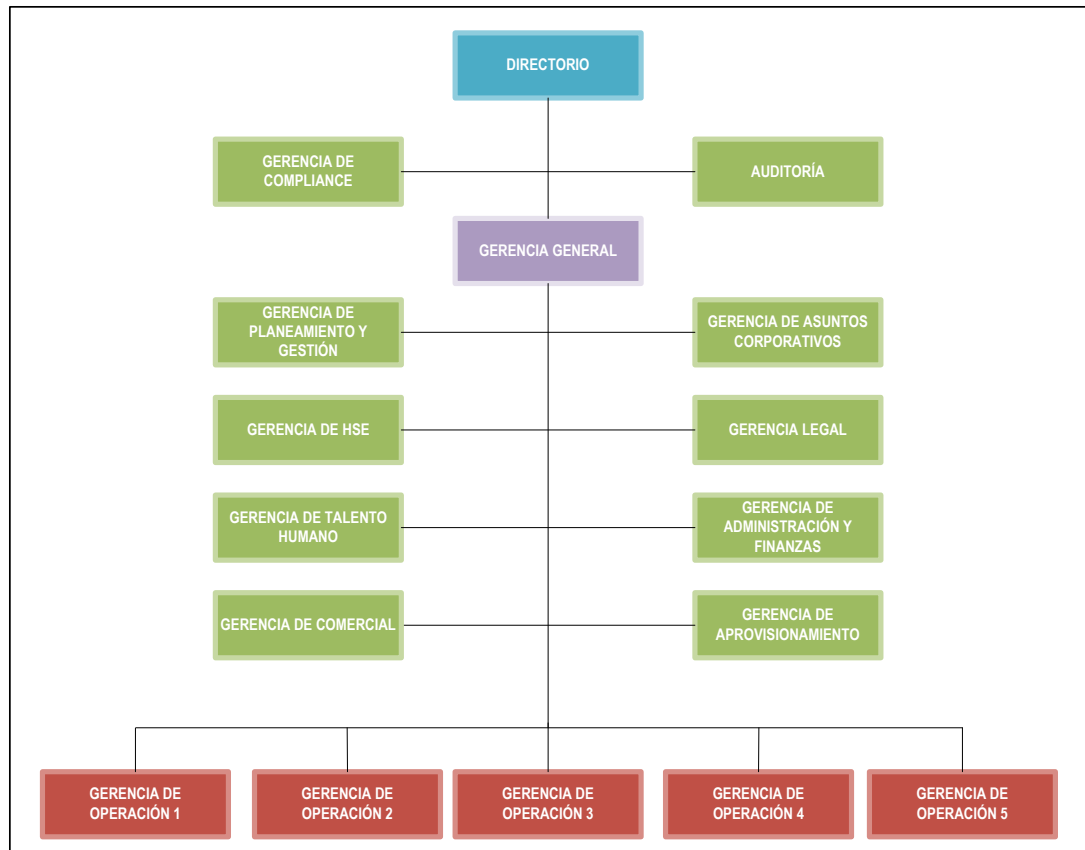 DIRECTORIO
GERENCIA DE
COMPLIANCE
AUDITORÍA
GERENCIA GENERAL
GERENCIA DE
PLANEAMIENTO Y
GESTIÓN
GERENCIA DE ASUNTOS
CORPORATIVOS
GERENCIA DE HSE
GERENCIA LEGAL
GERENCIA DE TALENTO
HUMANO
GERENCIA DE
ADMINISTRACIÓN Y
FINANZAS
GERENCIA DE COMERCIAL
GERENCIA DE
APROVISIONAMIENTO
GERENCIA DE
OPERACIÓN 1
GERENCIA DE
OPERACIÓN 2
GERENCIA DE
OPERACIÓN 3
GERENCIA DE
OPERACIÓN 4
GERENCIA DE
OPERACIÓN 5